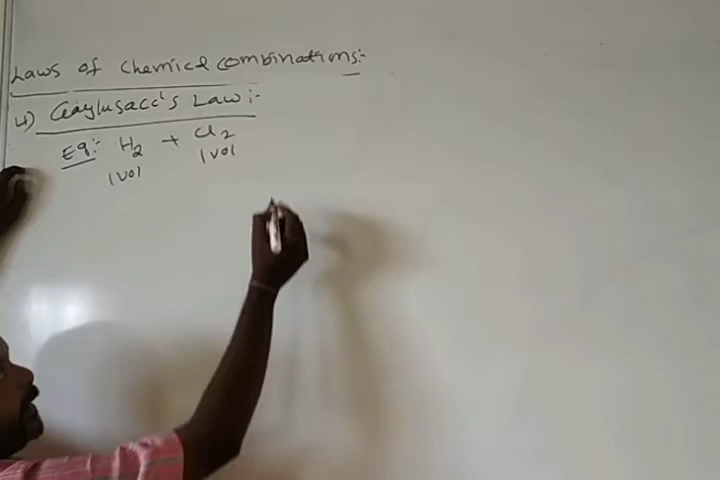 Laws of chemical combinations:-
4) Gaylusacc's Law:-
Eg:- H2 + Cl2
1vol 1vol